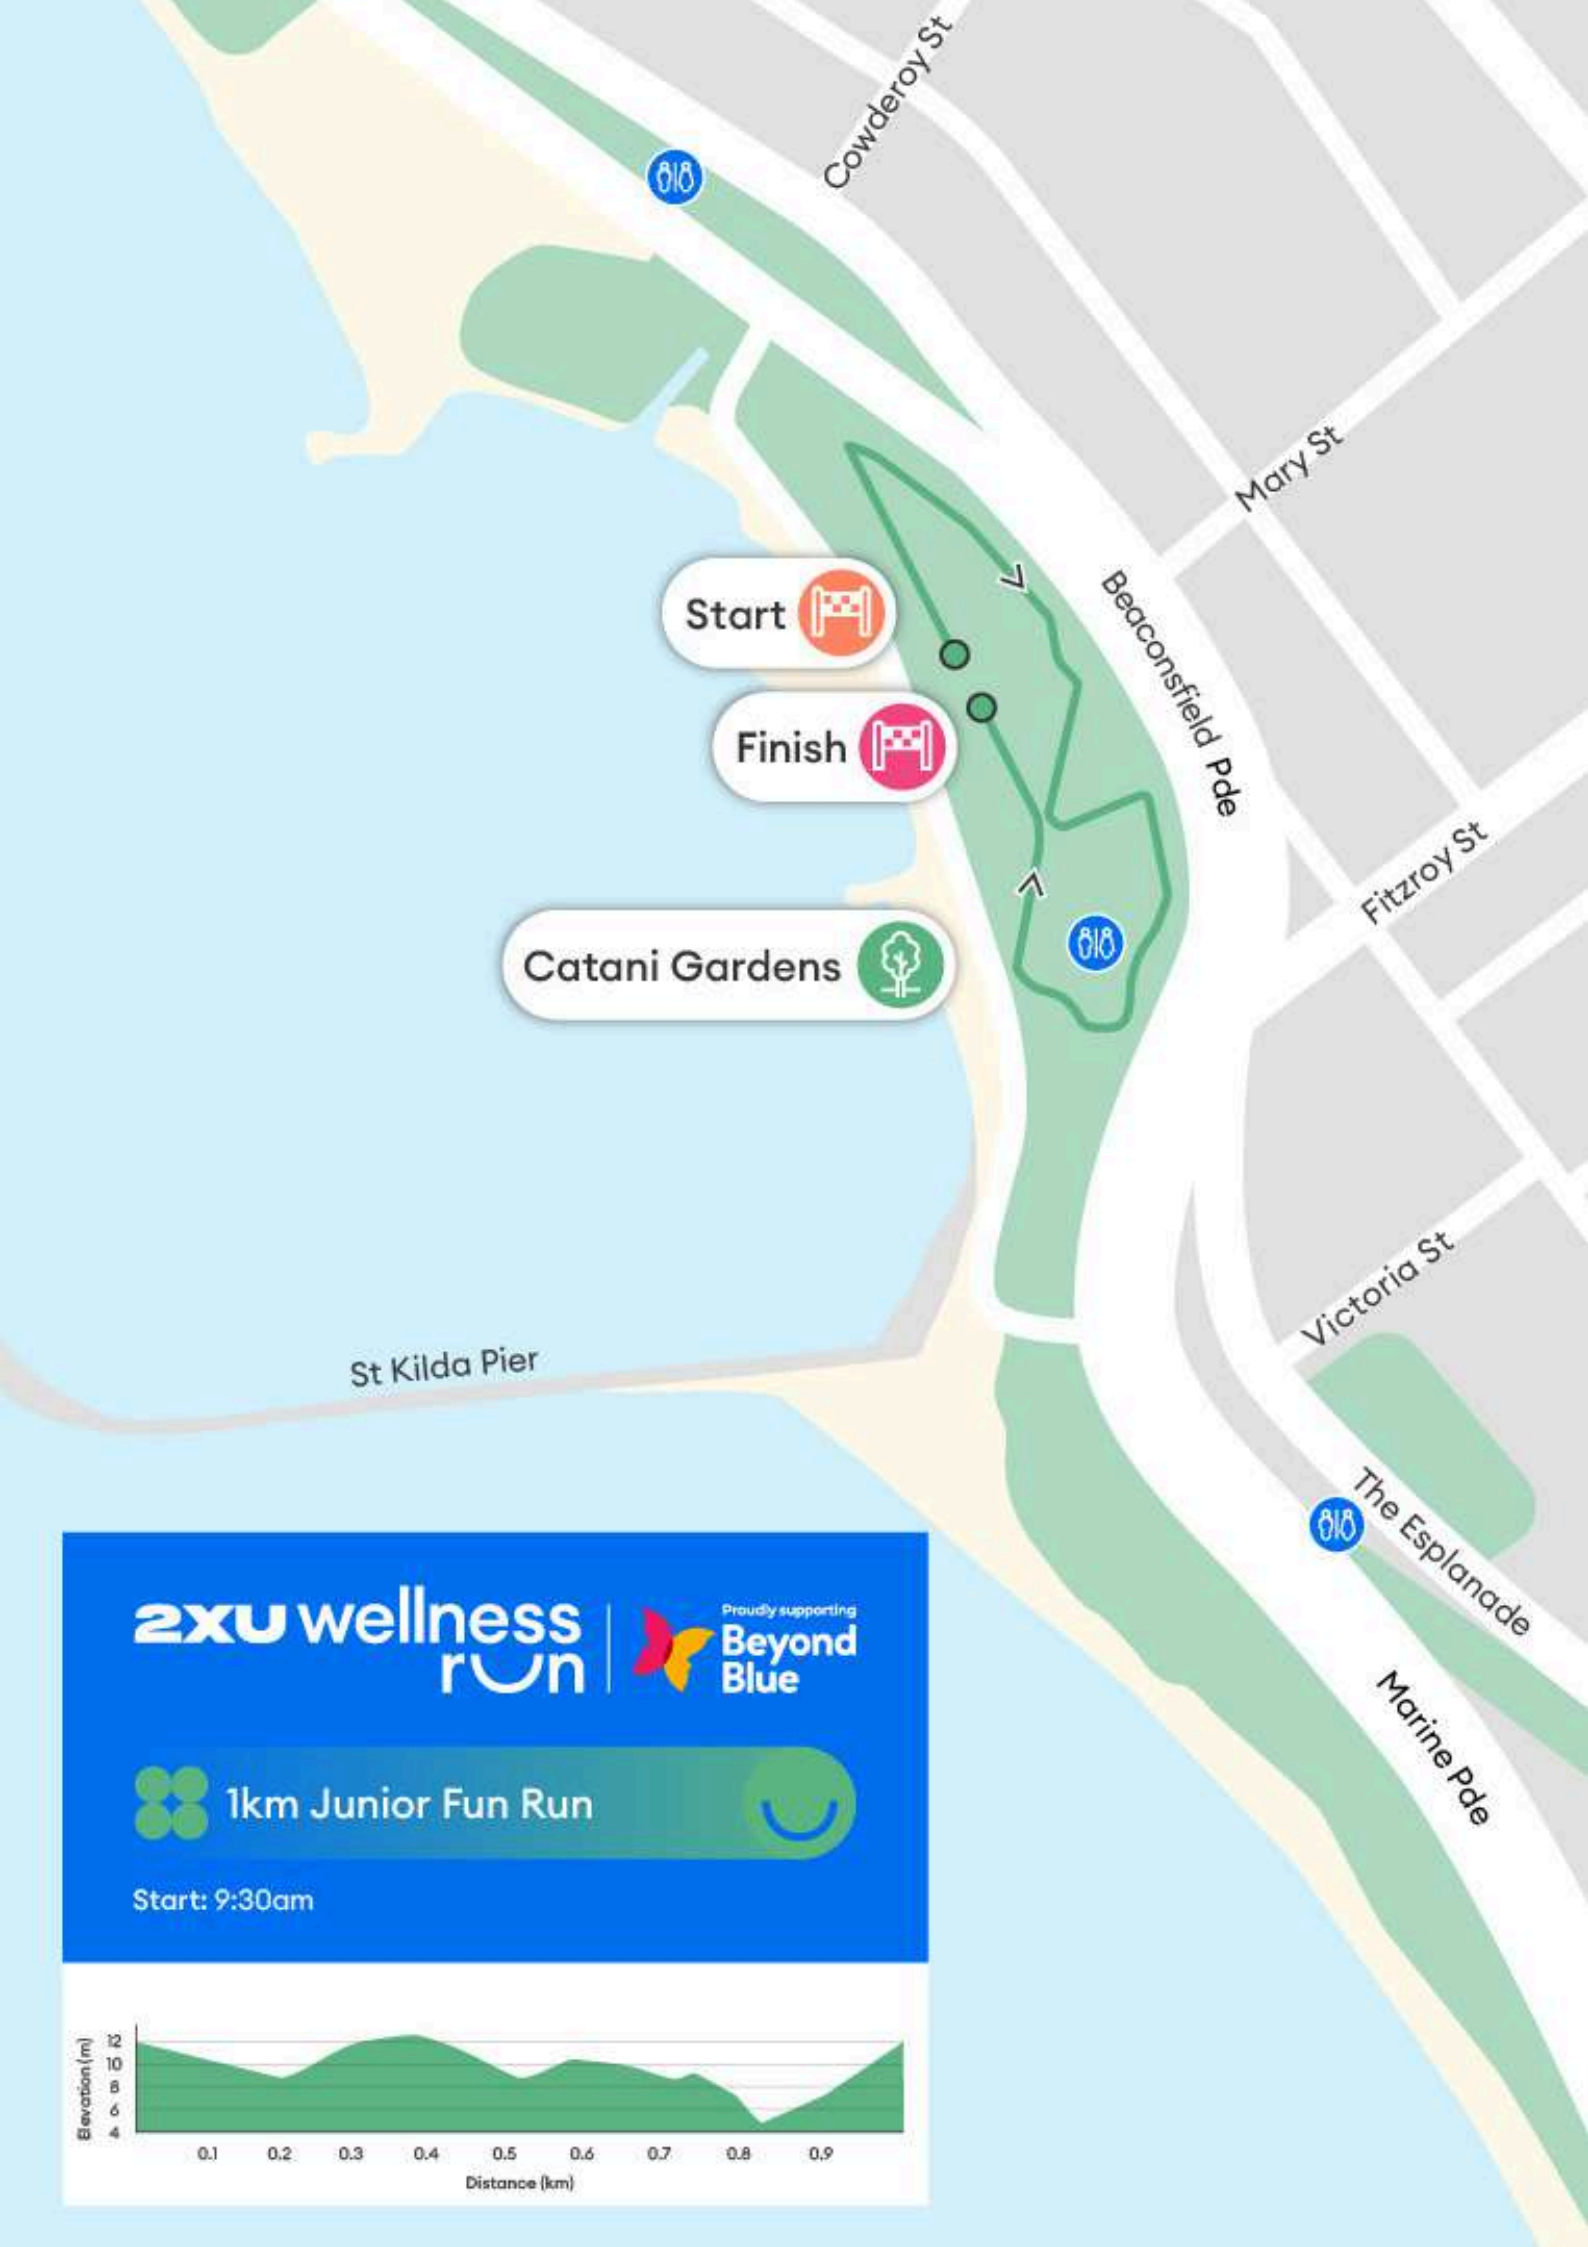 Cowderoy St
Mary St
Beaconsfield Pde
Start
Finish
Fitzroy St
Catani Gardens
Victoria St
St Kilda Pier
The Esplanade
Marine Pde
2XU wellness
run
Proudly supporting
Beyond
Blue
1km Junior Fun Run
Start: 9:30am
Elevation (m)
12
10
8
6
4
0.1 0.2 0.3 0.4 0.5 0.6 0.7 0.8 0.9
Distance (km)